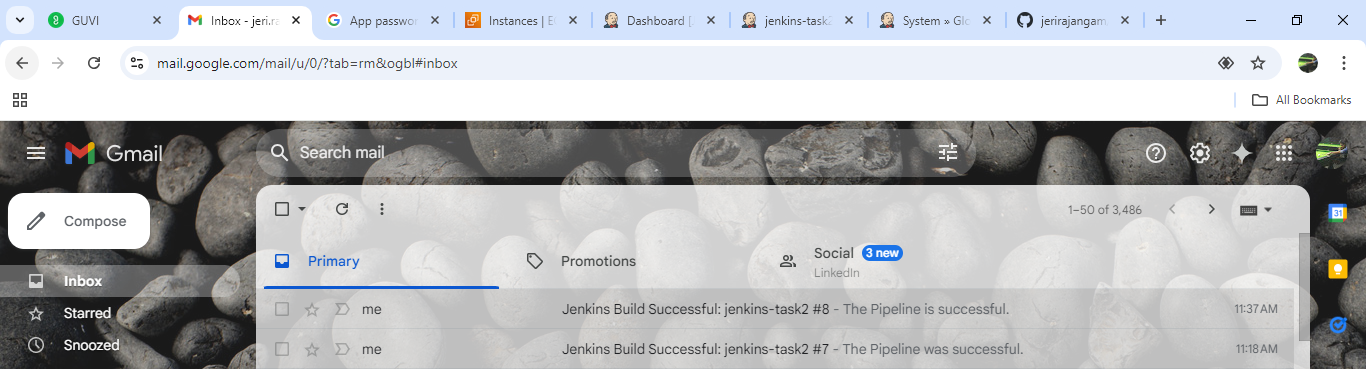 GUVI
Inbox - jeri.ra
App passwor
Instances | E
Dashboard [
jenkins-task2
System » Glo
jerirajangam
mail.google.com/mail/u/0/?tab=rm&ogbl#inbox
All Bookmarks
Gmail
Search mail
Compose
1–50 of 3,486
31
Primary
Promotions
Social 3 new
LinkedIn
Inbox
me Jenkins Build Successful: jenkins-task2 #8 - The Pipeline is successful. 11:37 AM
Starred
Snoozed
me Jenkins Build Successful: jenkins-task2 #7 - The Pipeline was successful. 11:18 AM